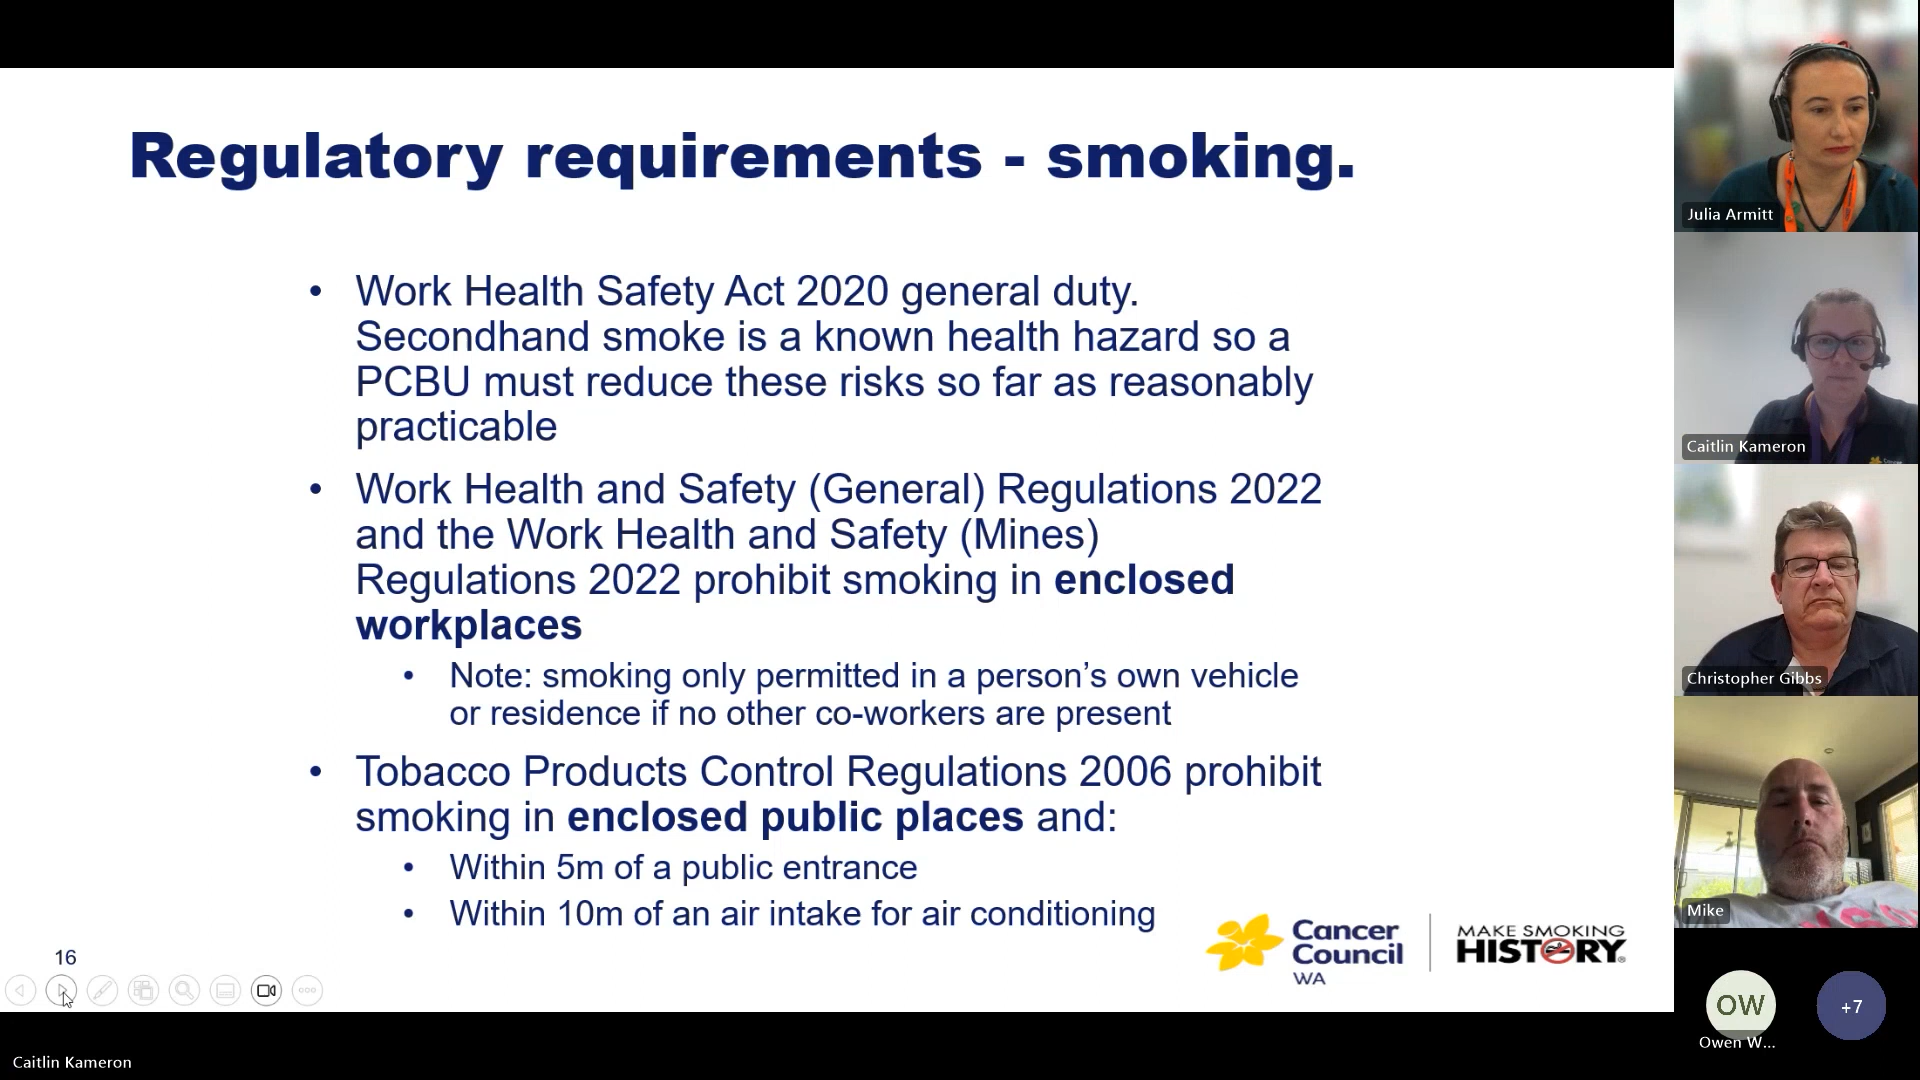 Regulatory requirements - smoking.
• Work Health Safety Act 2020 general duty.
Secondhand smoke is a known health hazard so a
PCBU must reduce these risks so far as reasonably
practicable
• Work Health and Safety (General) Regulations 2022
and the Work Health and Safety (Mines)
Regulations 2022 prohibit smoking in enclosed
workplaces
• Note: smoking only permitted in a person’s own vehicle
or residence if no other co-workers are present
• Tobacco Products Control Regulations 2006 prohibit
smoking in enclosed public places and:
• Within 5m of a public entrance
• Within 10m of an air intake for air conditioning
16
Cancer
Council
WA
MAKE SMOKING
HISTORY®
Caitlin Kameron
Julia Armitt
Caitlin Kameron
Christopher Gibbs
Mike
OW
Owen W...
+7